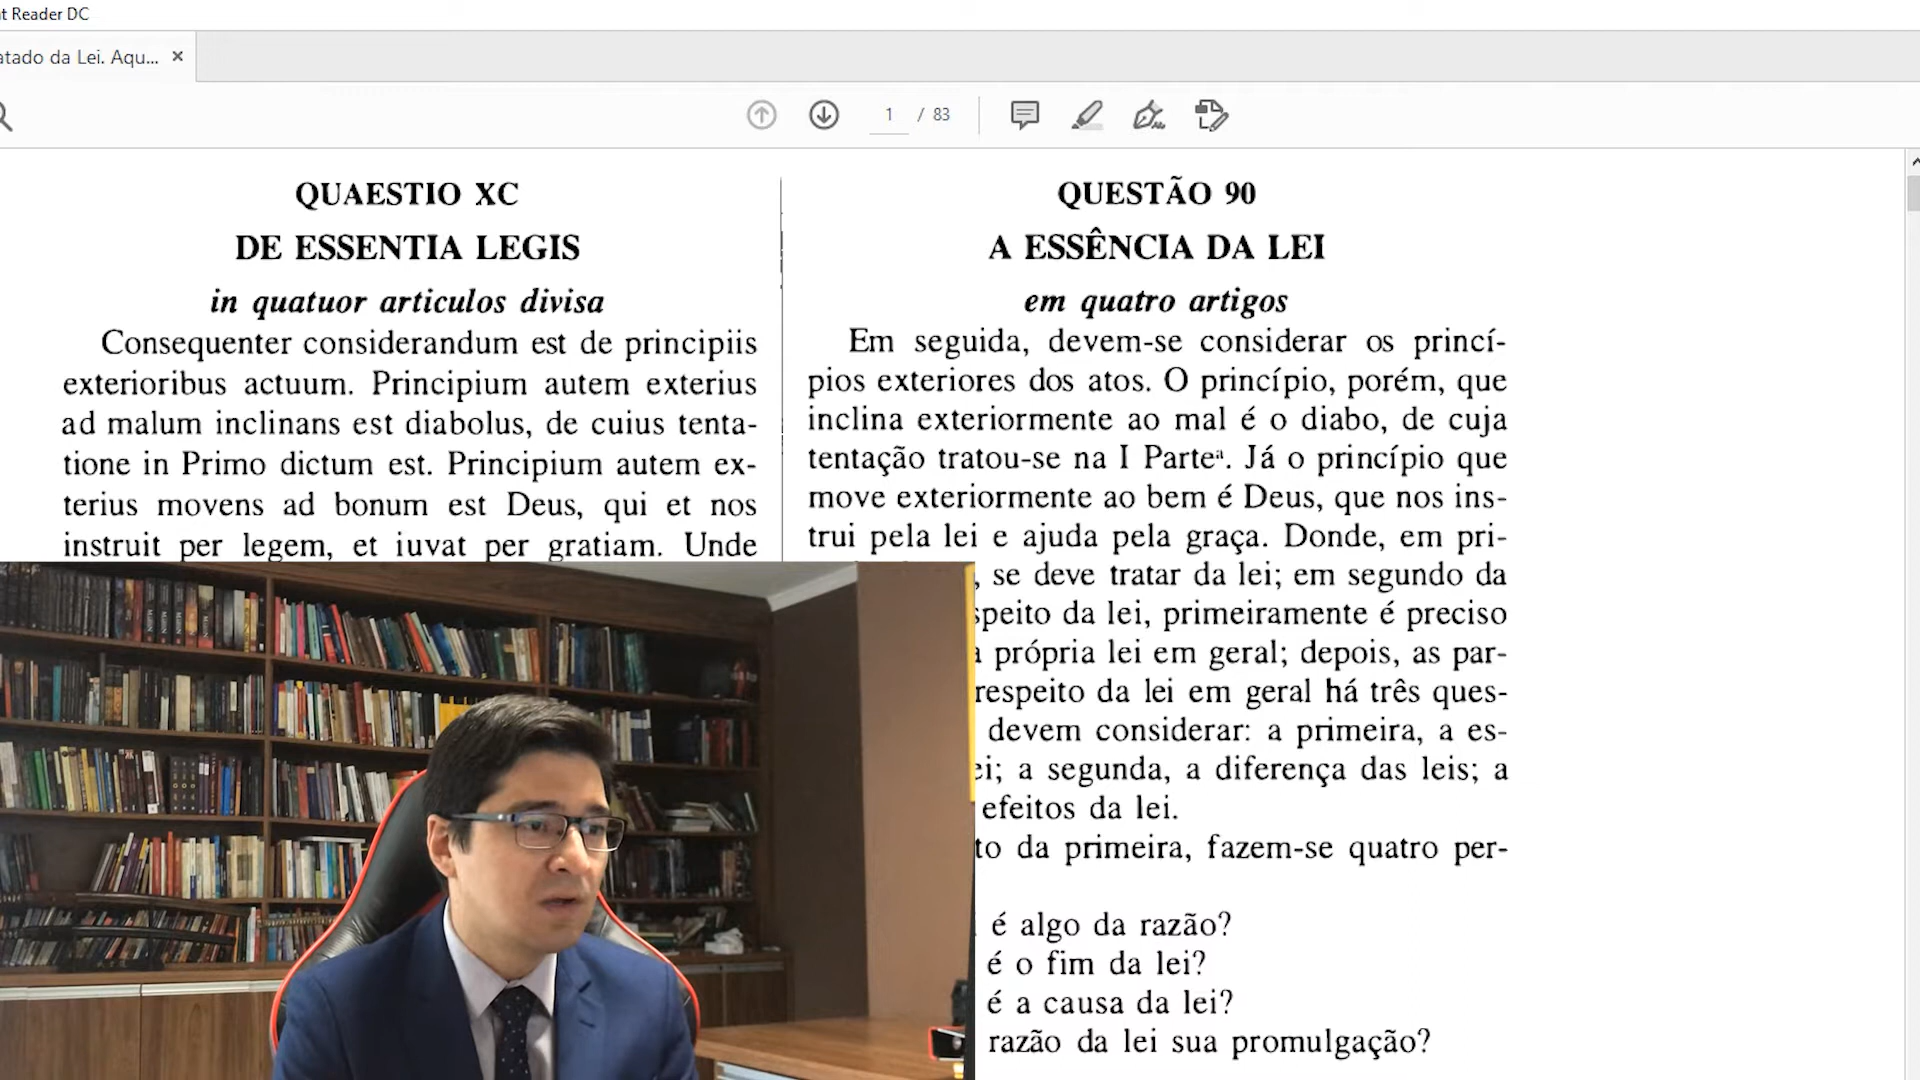 t Reader DC
atado da Lei. Aqu...
1 / 83
QUAESTIO XC
DE ESSENTIA LEGIS
in quatuor articulos divisa
Consequenter considerandum est de principiis
exterioribus actuum. Principium autem exterius
ad malum inclinans est diabolus, de cuius tenta-
tione in Primo dictum est. Principium autem ex-
terius movens ad bonum est Deus, qui et nos
instruit per legem, et iuvat per gratiam. Unde
QUESTÃO 90
A ESSÊNCIA DA LEI
em quatro artigos
Em seguida, devem-se considerar os princí-
pios exteriores dos atos. O princípio, porém, que
inclina exteriormente ao mal é o diabo, de cuja
tentação tratou-se na I Parteª. Já o princípio que
move exteriormente ao bem é Deus, que nos ins-
trui pela lei e ajuda pela graça. Donde, em pri-
, se deve tratar da lei; em segundo da
speito da lei, primeiramente é preciso
a própria lei em geral; depois, as par-
respeito da lei em geral há três ques-
devem considerar: a primeira, a es-
ei; a segunda, a diferença das leis; a
efeitos da lei.
to da primeira, fazem-se quatro per-
é algo da razão?
é o fim da lei?
é a causa da lei?
razão da lei sua promulgação?